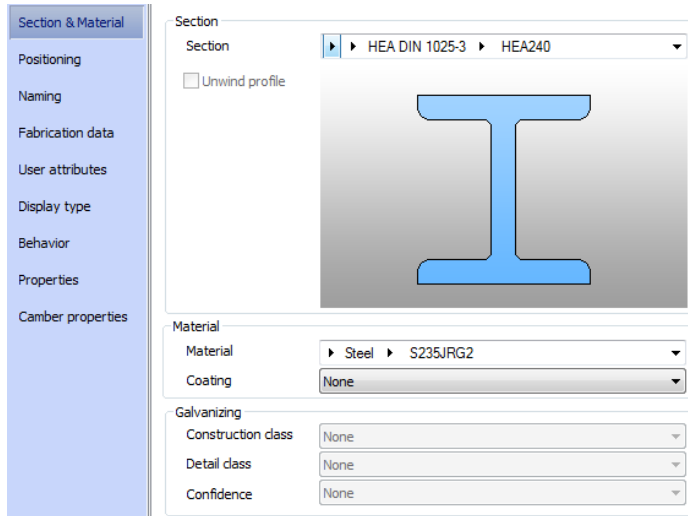 Section & Material
Positioning
Naming
Fabrication data
User attributes
Display type
Behavior
Properties
Camber properties
Section
Section HEA DIN 1025-3 HEA240
Unwind profile
Material
Material Steel S235JRG2
Coating None
Galvanizing
Construction class None
Detail class None
Confidence None